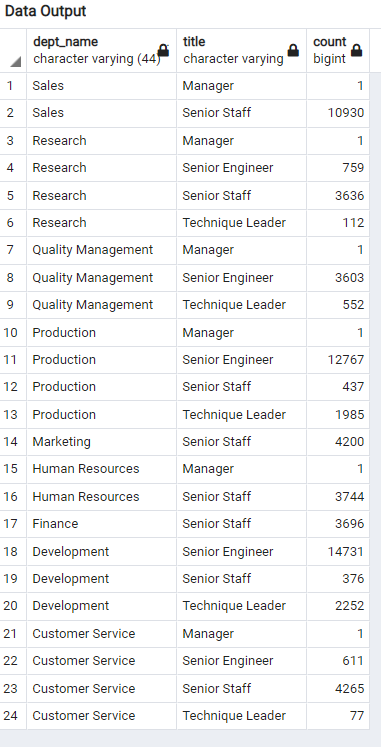 Data Output
dept_name title count
character varying (44) character varying bigint
1 Sales Manager 1
2 Sales Senior Staff 10930
3 Research Manager 1
4 Research Senior Engineer 759
5 Research Senior Staff 3636
6 Research Technique Leader 112
7 Quality Management Manager 1
8 Quality Management Senior Engineer 3603
9 Quality Management Technique Leader 552
10 Production Manager 1
11 Production Senior Engineer 12767
12 Production Senior Staff 437
13 Production Technique Leader 1985
14 Marketing Senior Staff 4200
15 Human Resources Manager 1
16 Human Resources Senior Staff 3744
17 Finance Senior Staff 3696
18 Development Senior Engineer 14731
19 Development Senior Staff 376
20 Development Technique Leader 2252
21 Customer Service Manager 1
22 Customer Service Senior Engineer 611
23 Customer Service Senior Staff 4265
24 Customer Service Technique Leader 77